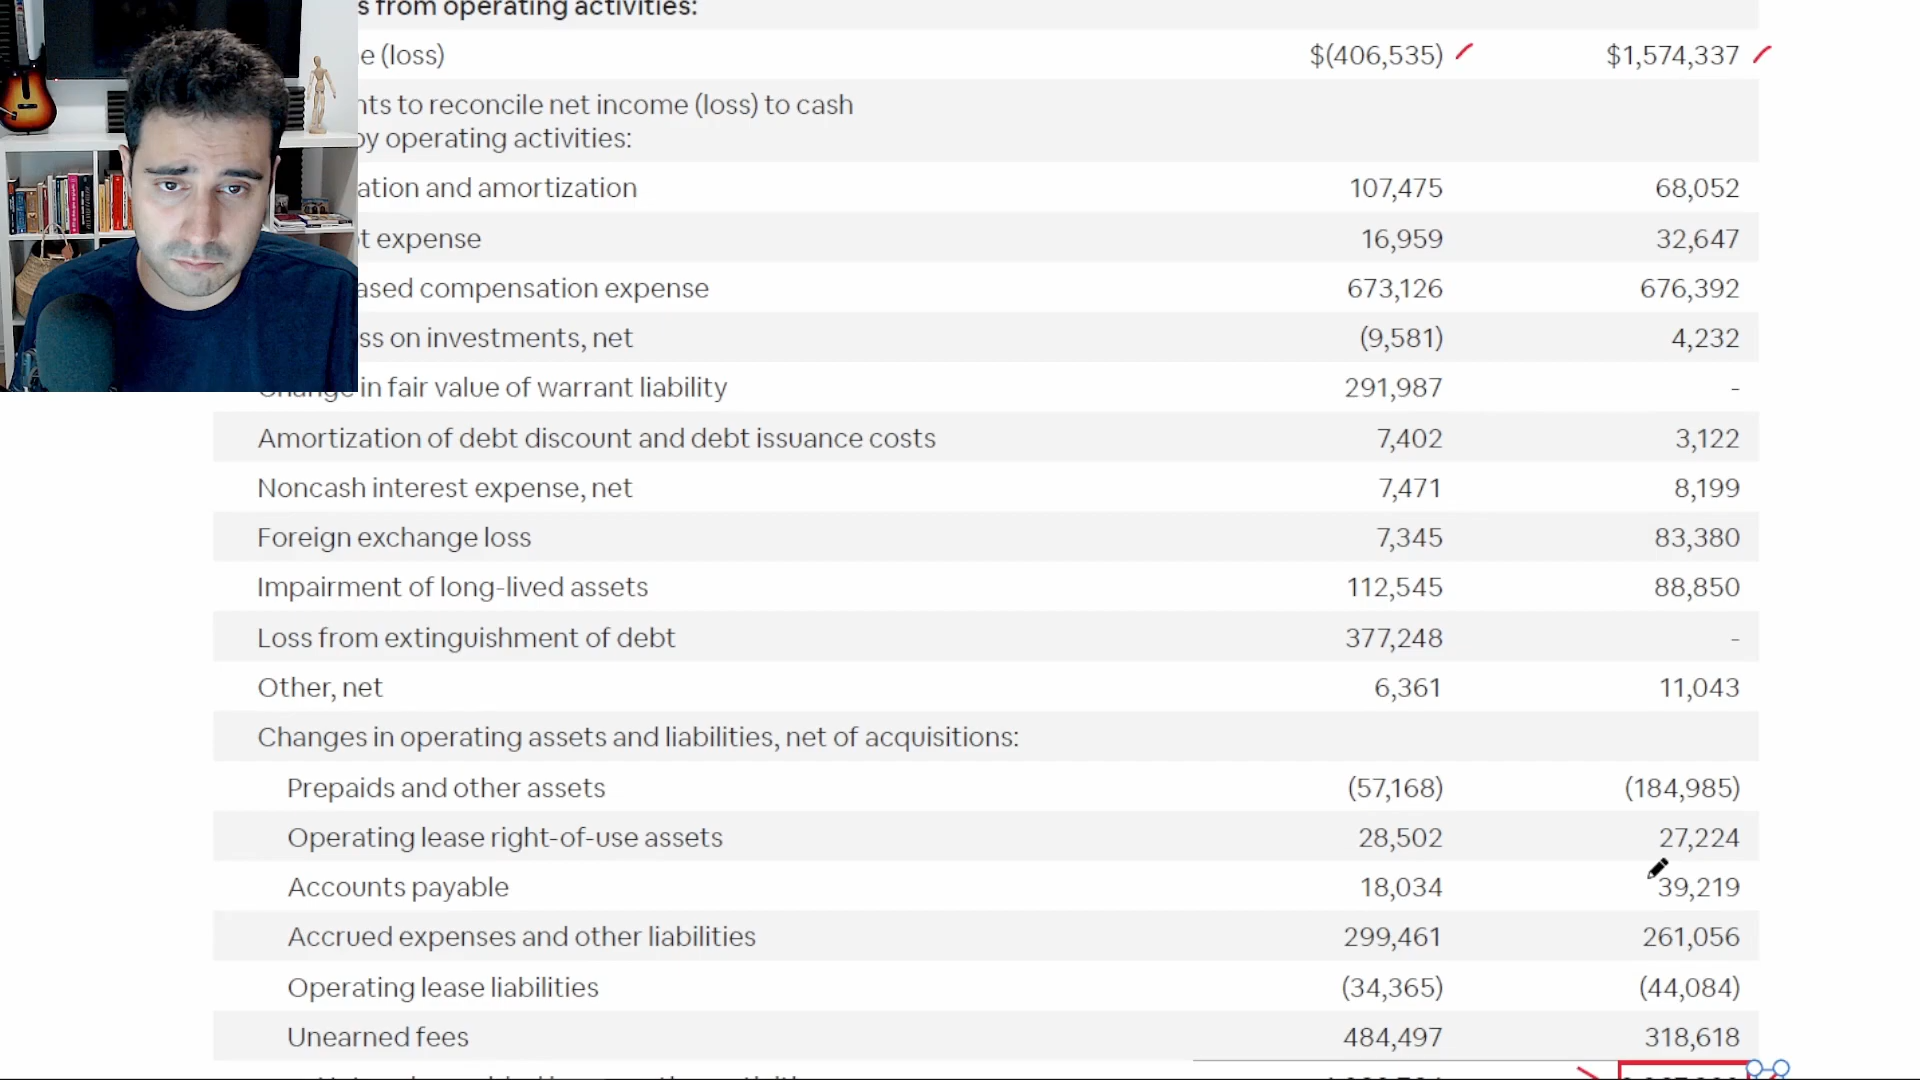 s from operating activities:
e (loss) $(406,535) $1,574,337
nts to reconcile net income (loss) to cash
by operating activities:
ation and amortization 107,475 68,052
t expense 16,959 32,647
ased compensation expense 673,126 676,392
ss on investments, net (9,581) 4,232
in fair value of warrant liability 291,987 -
Amortization of debt discount and debt issuance costs 7,402 3,122
Noncash interest expense, net 7,471 8,199
Foreign exchange loss 7,345 83,380
Impairment of long-lived assets 112,545 88,850
Loss from extinguishment of debt 377,248 -
Other, net 6,361 11,043
Changes in operating assets and liabilities, net of acquisitions:
Prepaids and other assets (57,168) (184,985)
Operating lease right-of-use assets 28,502 27,224
Accounts payable 18,034 39,219
Accrued expenses and other liabilities 299,461 261,056
Operating lease liabilities (34,365) (44,084)
Unearned fees 484,497 318,618